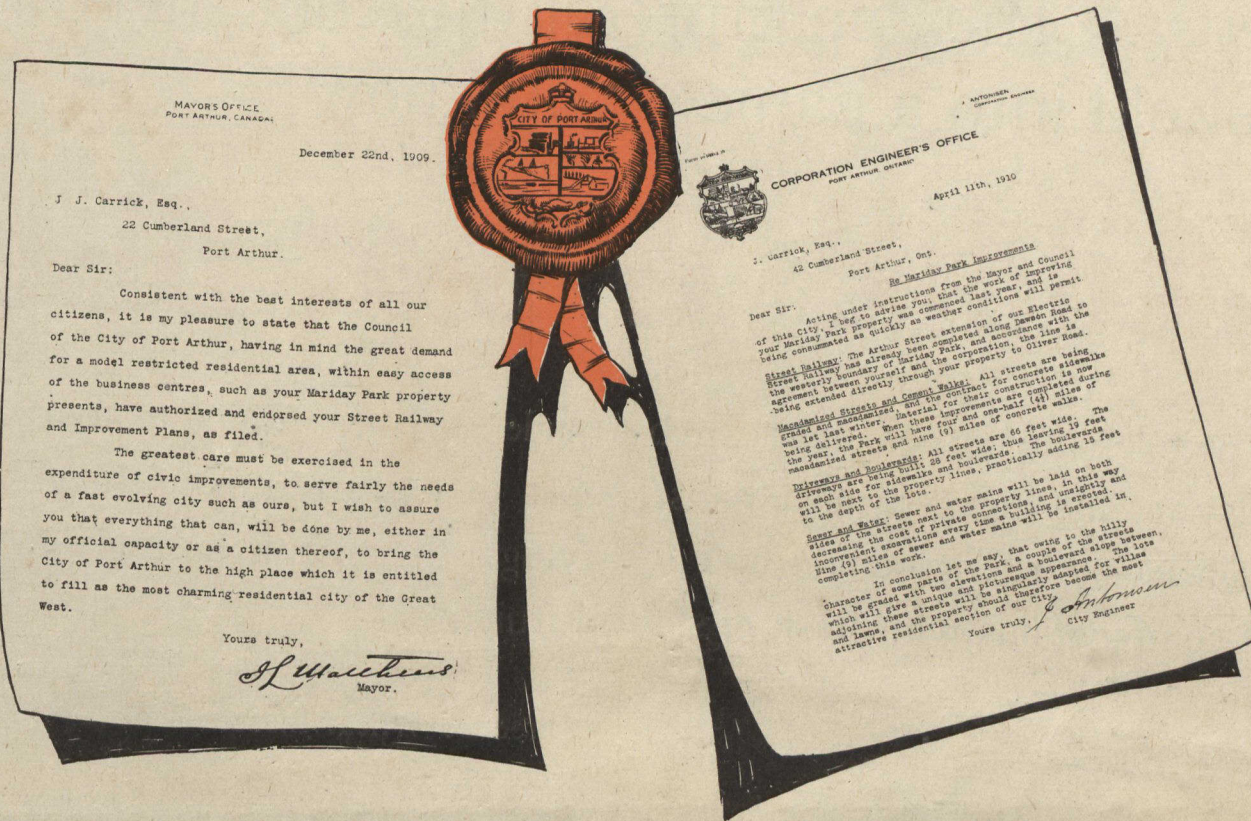 MAYOR'S OFFICE
PORT ARTHUR, CANADA
December 22nd, 1909.
J J. Carrick, Esq.,
22 Cumberland Street,
Port Arthur.
Dear Sir:
Consistent with the best interests of all our
citizens, it is my pleasure to state that the Council
of the City of Port Arthur, having in mind the great demand
for a model restricted residential area, within easy access
of the business centres, such as your Mariday Park property
presents, have authorized and endorsed your Street Railway
and Improvement Plans, as filed.
The greatest care must be exercised in the
expenditure of civic improvements, to serve fairly the needs
of a fast evolving city such as ours, but I wish to assure
you that everything that can, will be done by me, either in
my official capacity or as a citizen thereof, to bring the
City of Port Arthur to the high place which it is entitled
to fill as the most charming residential city of the Great
West.
Yours truly,
I L Matthews
Mayor.
CITY OF PORT ARTHUR
J ANTONISEN
CORPORATION ENGINEER
CORPORATION ENGINEER'S OFFICE
PORT ARTHUR, ONTARIO
April 11th, 1910
J. Carrick, Esq.,
42 Cumberland Street,
Port Arthur, Ont.
Re Mariday Park Improvements
Dear Sir:
Acting under instructions from the Mayor and Council
of this City, I beg to advise you, that the work of improving
your Mariday Park property was commenced last year, and is
being consummated as quickly as weather conditions will permit
Street Railway: The Arthur Street extension of our Electric
Street Railway has already been completed along Dawson Road to
the westerly boundary of Mariday Park, and accordance with the
agreement between yourself and the corporation, the line is
being extended directly through your property to Oliver Road.
Macadamized Streets and Cement Walks: All streets are being
graded and macadamized, and the contract for concrete sidewalks
was let last winter. Material for their construction is now
being delivered. When these improvements are completed during
the year, the Park will have four and one-half (4½) miles of
macadamized streets and nine (9) miles of concrete walks.
Driveways and Boulevards: All streets are 66 feet wide. The
driveways are being built 28 feet wide; thus leaving 19 feet
on each side for sidewalks and boulevards. The boulevards
will be next to the property lines, practically adding 15 feet
to the depth of the lots.
Sewer and Water: Sewer and water mains will be laid on both
sides of the streets next to the property lines, in this way
decreasing the cost of private connections, and unsightly and
inconvenient excavations every time a building is erected.
Nine (9) miles of sewer and water mains will be installed in
completing this work.
In conclusion let me say, that owing to the hilly
character of some parts of the Park, a couple of the streets
will be graded with two elevations and a boulevard slope between,
which will give a unique and picturesque appearance. The lots
adjoining these streets will be singularly adapted for villas
and lawns, and the property should therefore become the most
attractive residential section of our City.
Yours truly, J Antonisen
City Engineer